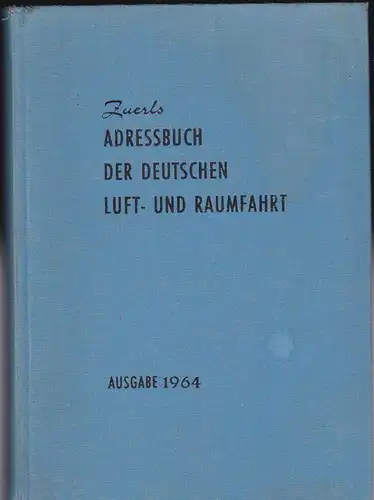 Zuerls
ADRESSBUCH
DER DEUTSCHEN
LUFT- UND RAUMFAHRT
AUSGABE 1964